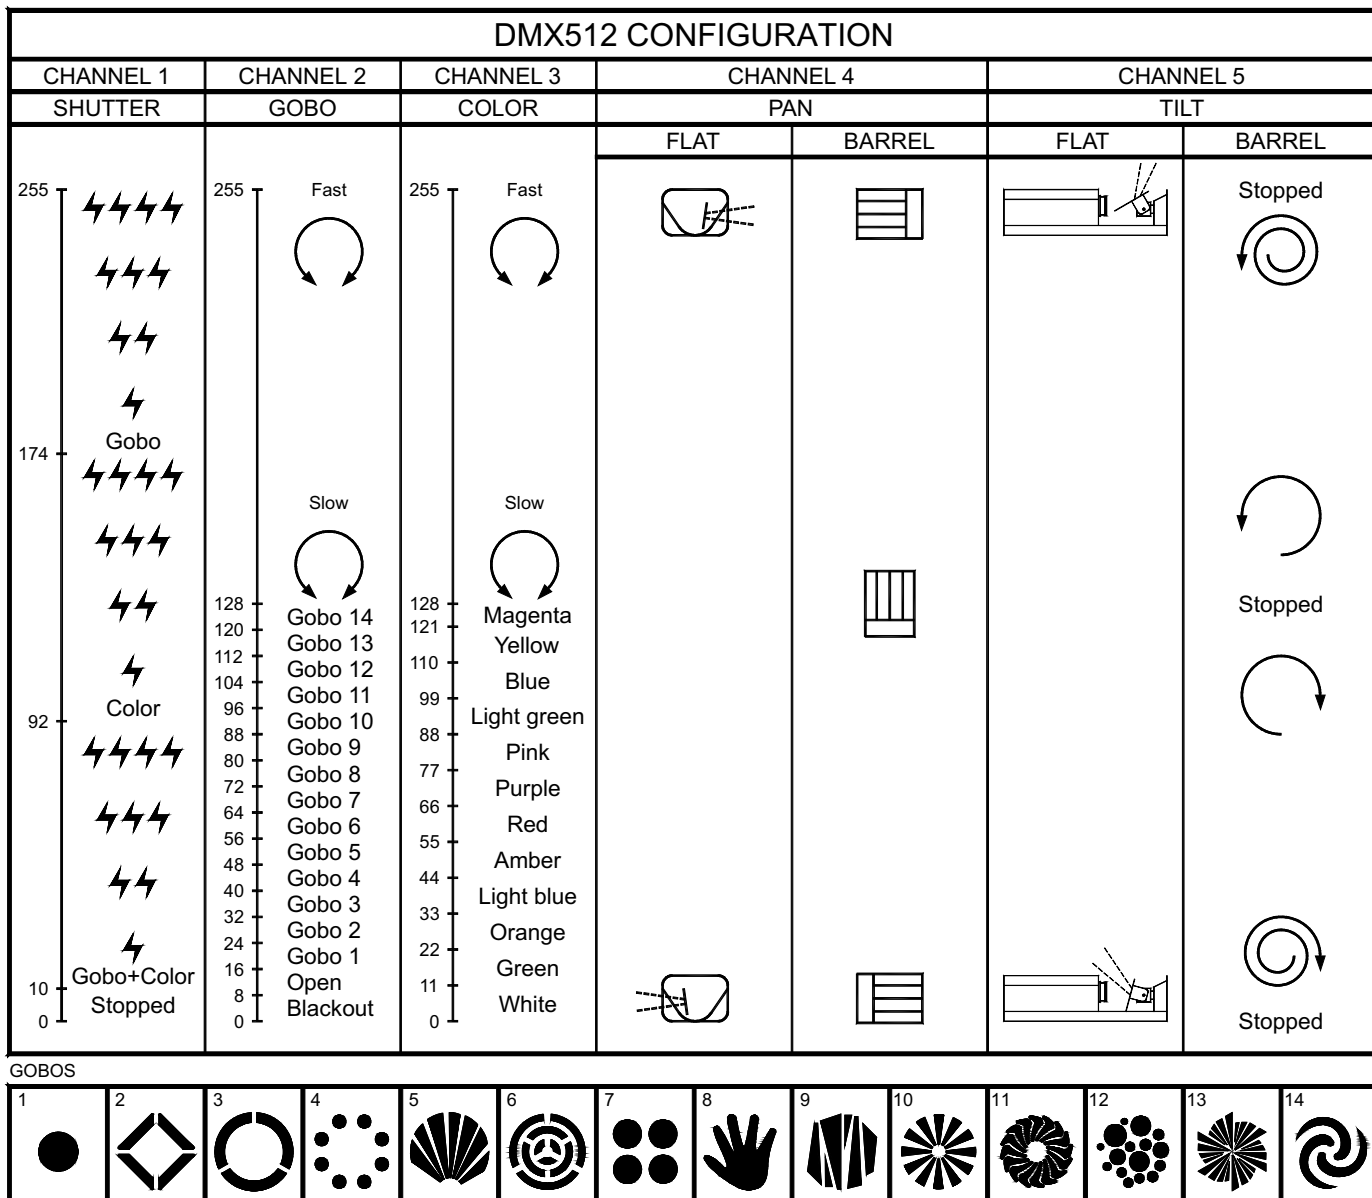 DMX512 CONFIGURATION
CHANNEL 1 CHANNEL 2 CHANNEL 3 CHANNEL 4 CHANNEL 5
SHUTTER GOBO COLOR PAN TILT
FLAT BARREL FLAT BARREL
255
Gobo
174
Color
92
Gobo+Color
10
Stopped
0
255
Fast
Slow
128
Gobo 14
120
Gobo 13
112
Gobo 12
104
Gobo 11
96
Gobo 10
88
Gobo 9
80
Gobo 8
72
Gobo 7
64
Gobo 6
56
Gobo 5
48
Gobo 4
40
Gobo 3
32
Gobo 2
24
Gobo 1
16
Open
8
Blackout
0
255
Fast
Slow
128
Magenta
121
Yellow
110
Blue
99
Light green
88
Pink
77
Purple
66
Red
55
Amber
44
Light blue
33
Orange
22
Green
11
White
0
Stopped
Stopped
Stopped
GOBOS
1 2 3 4 5 6 7 8 9 10 11 12 13 14